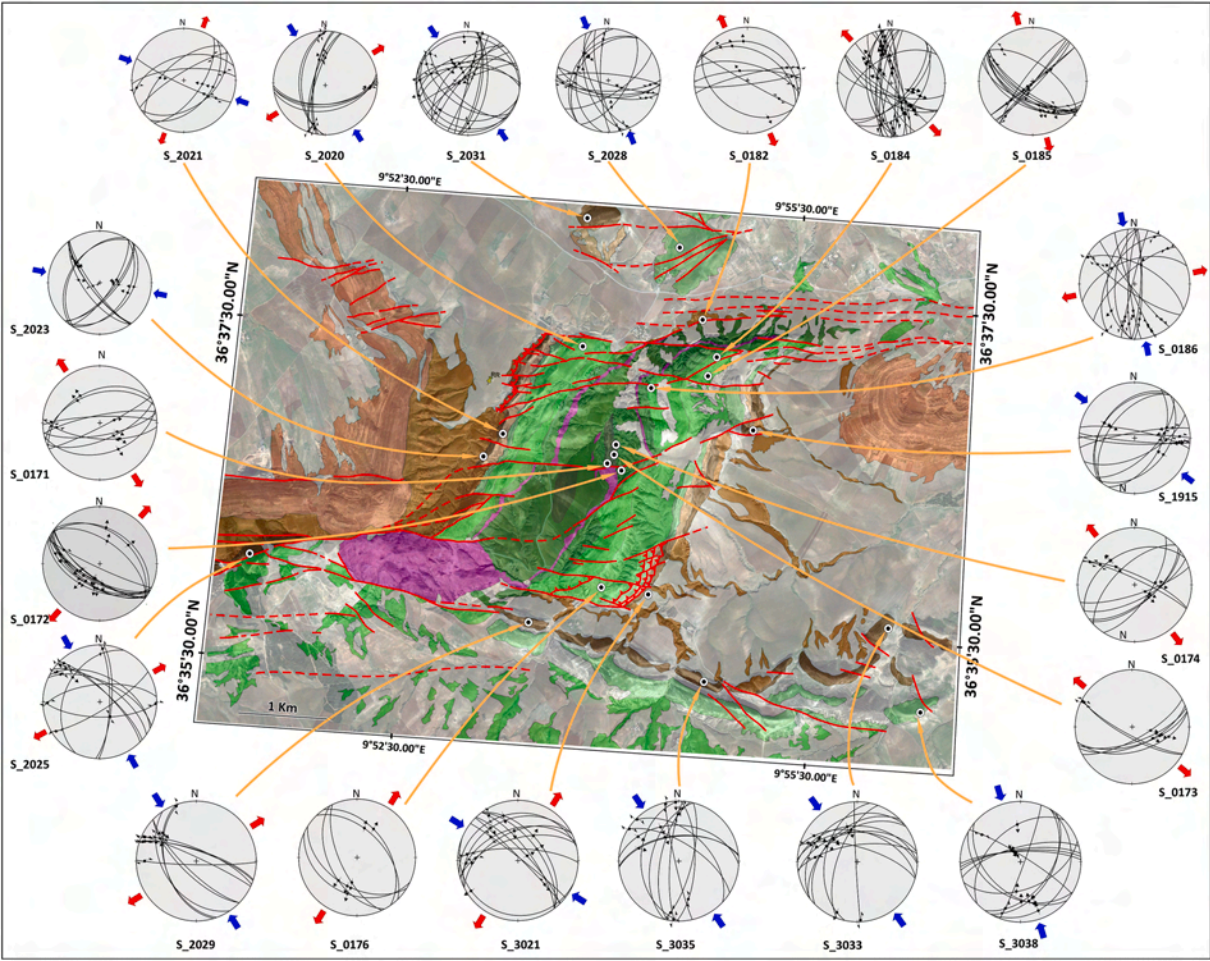 N N N N N N N
S_2021 S_2020 S_2031 S_2028 S_0182 S_0184 S_0185
9°52'30.00"E
9°55'30.00"E
N
S_2023
N
S_0186
36°37'30.00"N
36°37'30.00"N
N
S_0171
N
S_1915
N
S_0172
N
S_0174
N
N
S_2025
N
S_0173
36°35'30.00"N
36°35'30.00"N
1 Km
9°52'30.00"E
9°55'30.00"E
N N N N N N
S_2029 S_0176 S_3021 S_3035 S_3033 S_3038